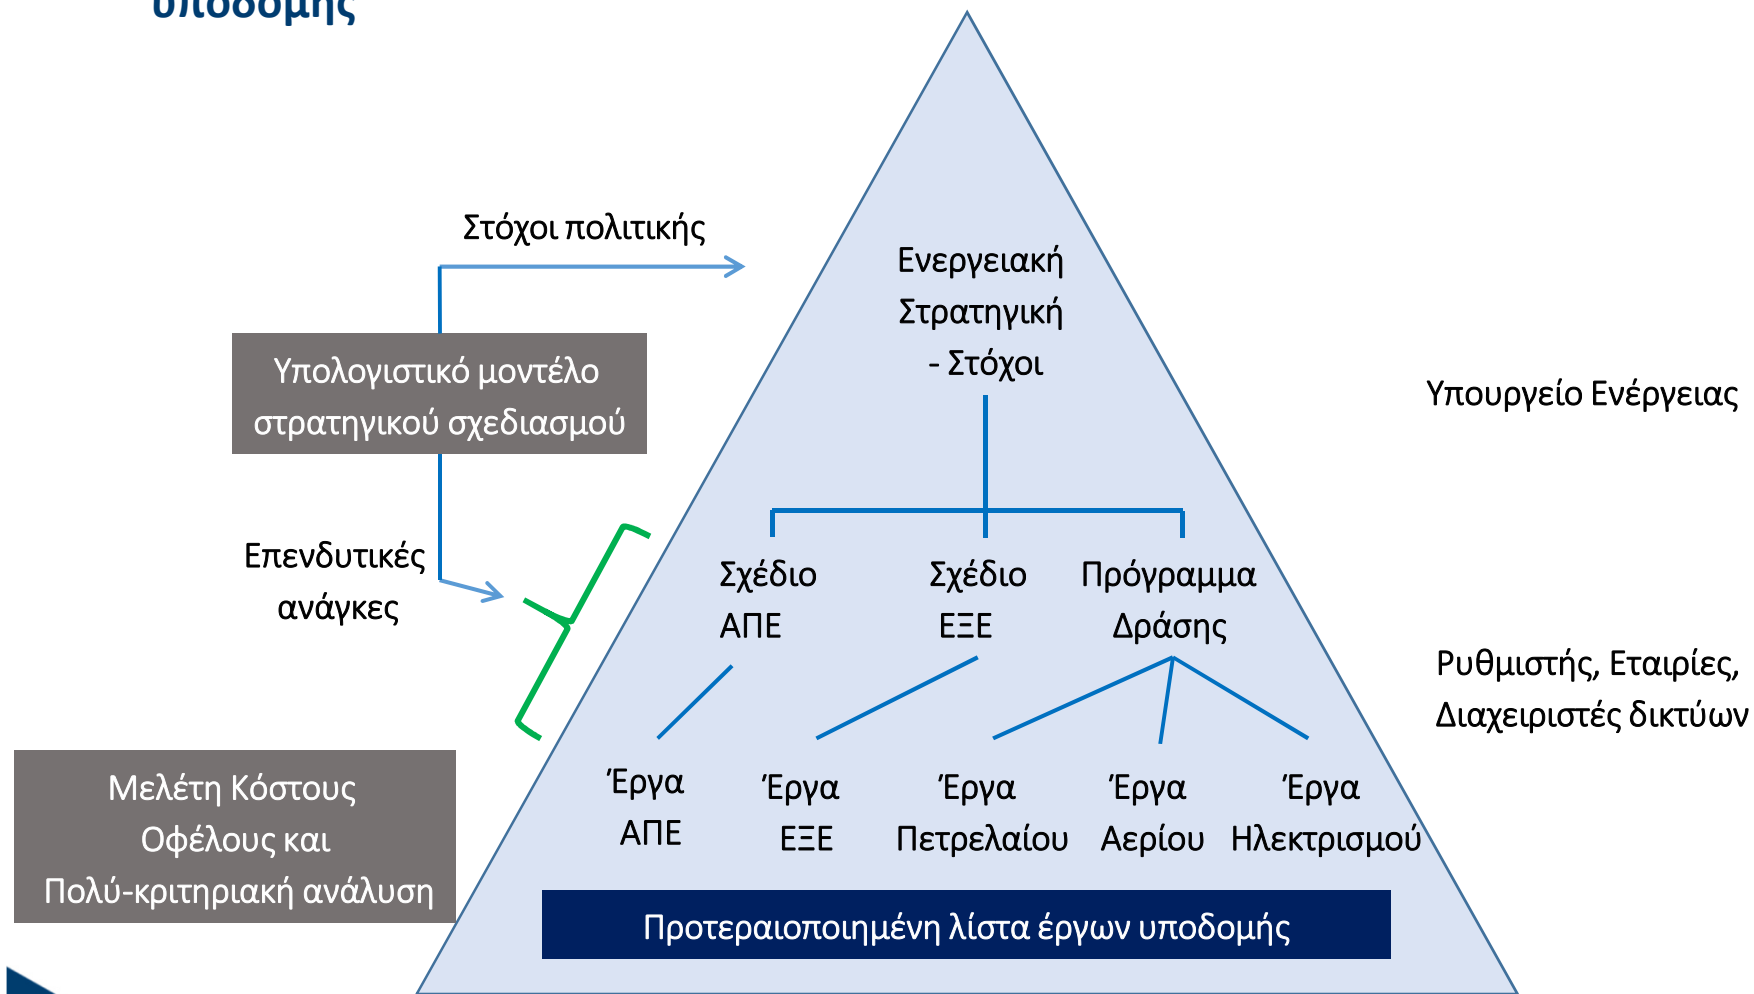 υποδομής
Στόχοι πολιτικής
Ενεργειακή
Στρατηγική
- Στόχοι
Υπολογιστικό μοντέλο
στρατηγικού σχεδιασμού
Υπουργείο Ενέργειας
Επενδυτικές
ανάγκες
Σχέδιο
ΑΠΕ
Σχέδιο
ΕΞΕ
Πρόγραμμα
Δράσης
Ρυθμιστής, Εταιρίες,
Διαχειριστές δικτύων
Μελέτη Κόστους
Οφέλους και
Πολύ-κριτηριακή ανάλυση
Έργα
ΑΠΕ
Έργα
ΕΞΕ
Έργα
Πετρελαίου
Έργα
Αερίου
Έργα
Ηλεκτρισμού
Προτεραιοποιημένη λίστα έργων υποδομής